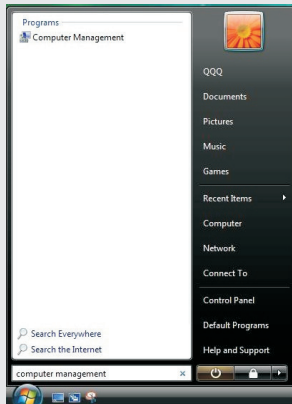 Programs
Computer Management
Search Everywhere
Search the Internet
computer management
QQQ
Documents
Pictures
Music
Games
Recent Items
Computer
Network
Connect To
Control Panel
Default Programs
Help and Support